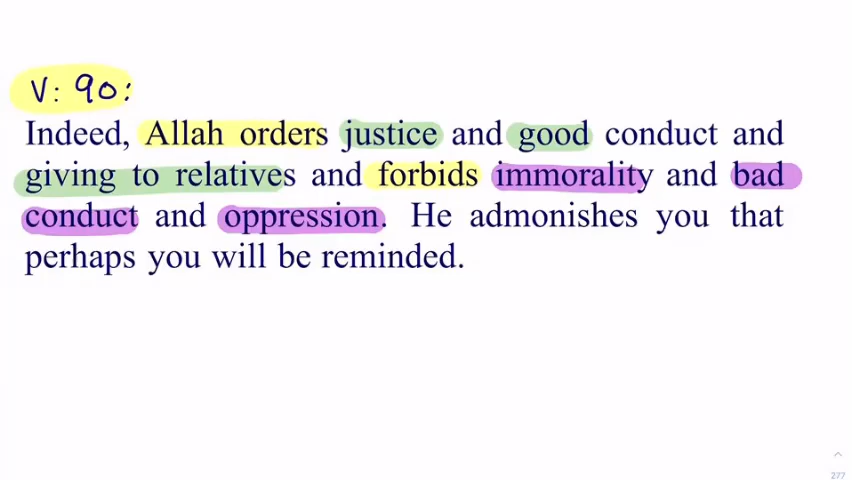 V: 90:
Indeed, Allah orders justice and good conduct and
giving to relatives and forbids immorality and bad
conduct and oppression. He admonishes you that
perhaps you will be reminded.
277